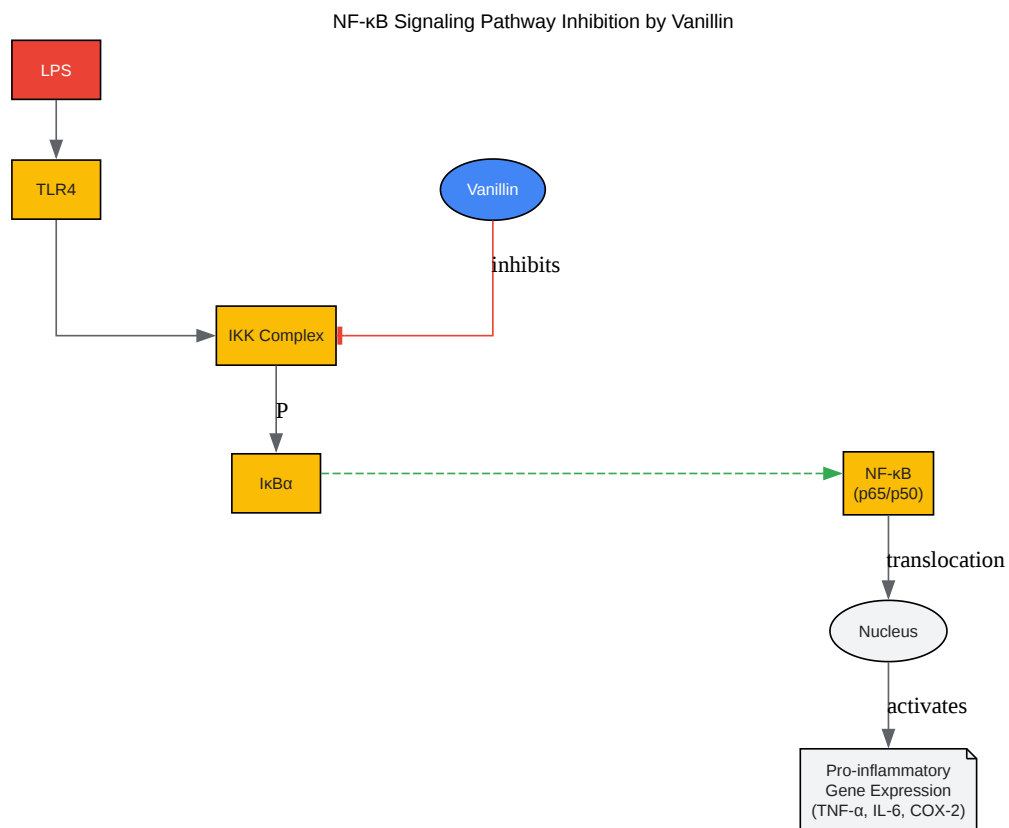 NF-κB Signaling Pathway Inhibition by Vanillin
LPS
TLR4
Vanillin
inhibits
IKK Complex
P
IκBα
NF-κB
(p65/p50)
translocation
Nucleus
activates
Pro-inflammatory
Gene Expression
(TNF-α, IL-6, COX-2)